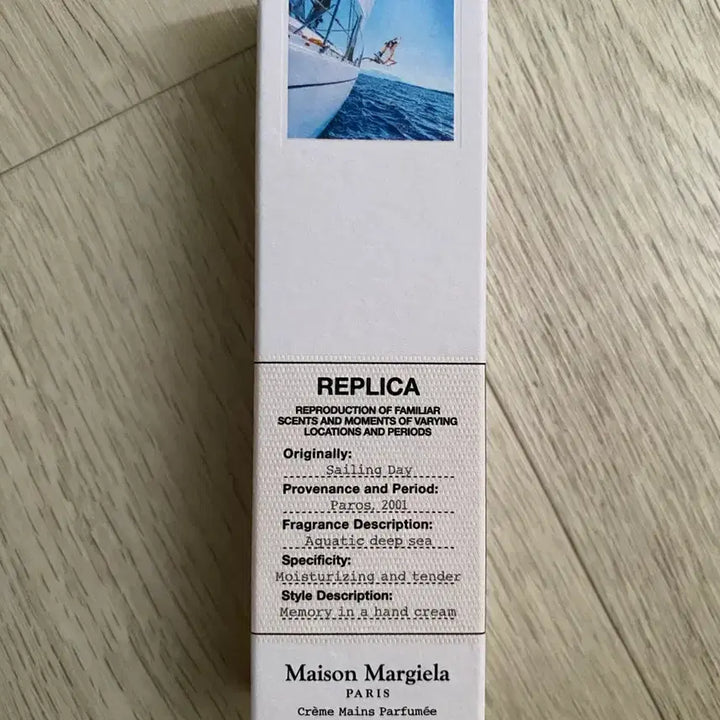 REPLICA
REPRODUCTION OF FAMILIAR
SCENTS AND MOMENTS OF VARYING
LOCATIONS AND PERIODS
Originally:
Sailing Day
Provenance and Period:
Paros, 2001
Fragrance Description:
Aquatic deep sea
Specificity:
Moisturizing and tender
Style Description:
Memory in a hand cream
Maison Margiela
PARIS
Crème Mains Parfumée